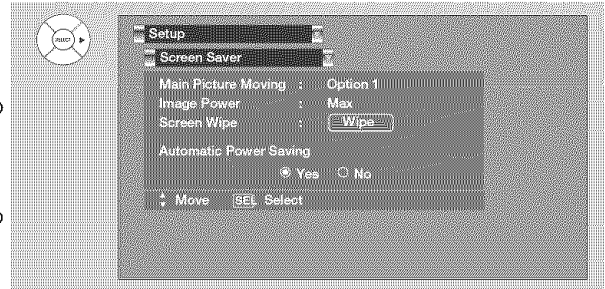 SELECT
Setup
Screen Saver
Main Picture Moving : Option 1
Image Power : Max
Screen Wipe : Wipe
Automatic Power Saving
Yes No
Move SEL Select